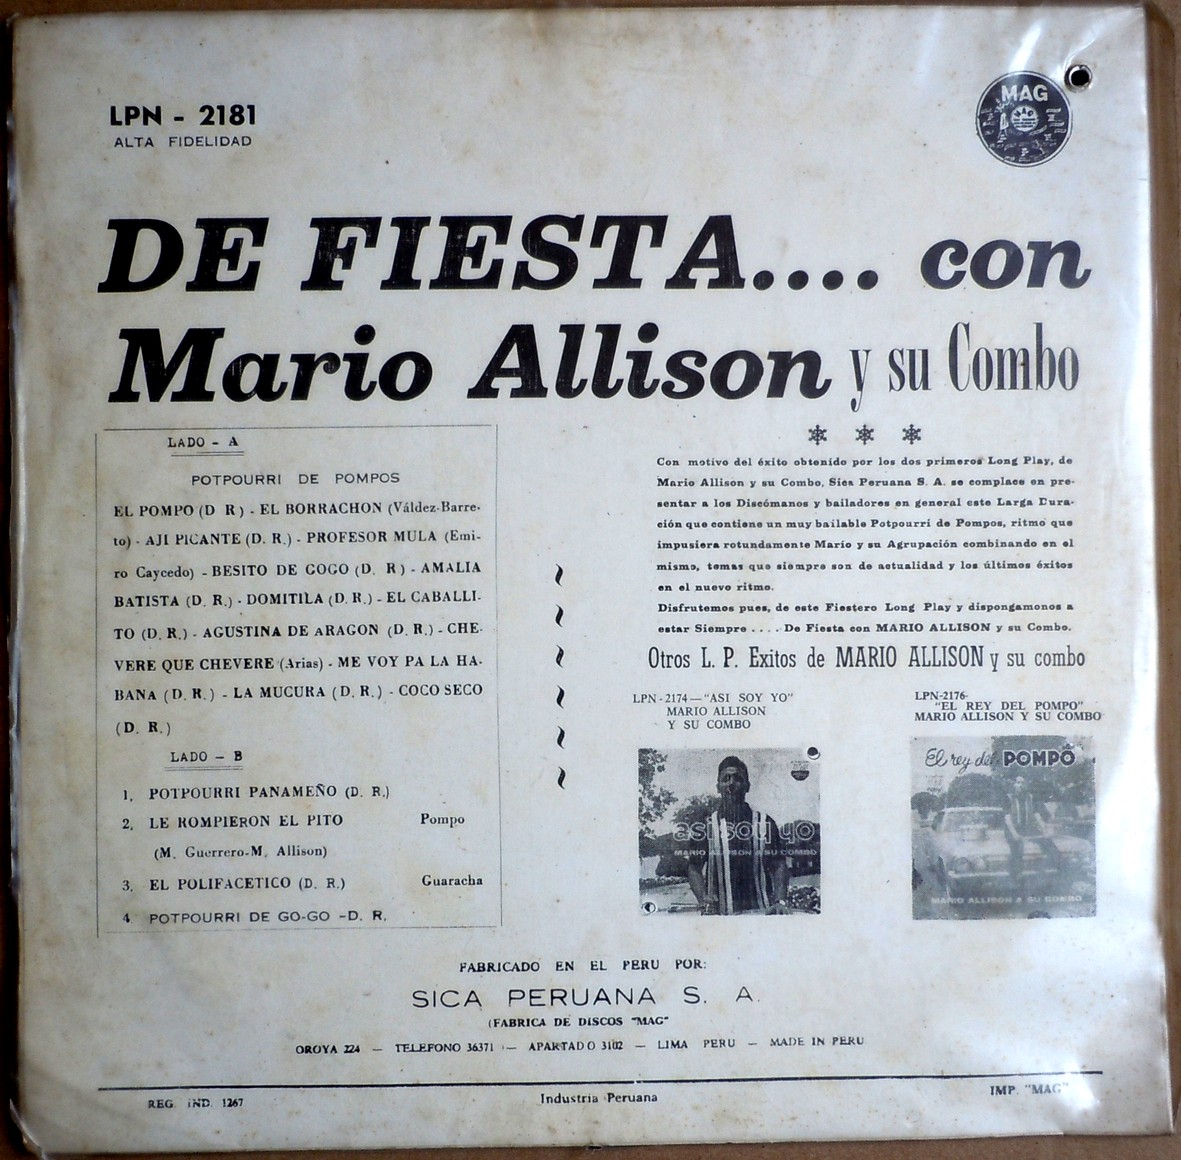 LPN - 2181
ALTA FIDELIDAD
MAG
DE FIESTA.... con
Mario Allison y su Combo
LADO - A
POTPOURRI DE POMPOS
EL POMPO (D R) - EL BORRACHON (Váldez-Barre-
to) - AJI PICANTE (D. R.) - PROFESOR MULA (Emi-
ro Caycedo) - BESITO DE GOGO (D. R) - AMALIA
BATISTA (D. R.) - DOMITILA (D. R.) - EL CABALLI-
TO (D. R.) - AGUSTINA DE ARAGON (D. R.) - CHE-
VERE QUE CHEVERE (Arias) - ME VOY PA LA HA-
BANA (D. R.) - LA MUCURA (D. R.) - COCO SECO
(D. R.)
LADO - B
1. POTPOURRI PANAMEÑO (D. R.)
2. LE ROMPIERON EL PITO Pompo
(M. Guerrero-M. Allison)
3. EL POLIFACETICO (D. R.) Guaracha
4 POTPOURRI DE GO-GO -D. R.
Con motivo del éxito obtenido por los dos primeros Long Play, de
Mario Allison y su Combo, Sica Peruana S. A. se complace en pre-
sentar a los Discómanos y bailadores en general este Larga Dura-
ción que contiene un muy bailable Potpourri de Pompos, ritmo que
impusiera rotundamente Mario y su Agrupación combinando en el
mismo, temas que siempre son de actualidad y los últimos éxitos
en el nuevo ritmo.
Disfrutemos pues, de este Fiestero Long Play y dispongamonos a
estar Siempre .... De Fiesta con MARIO ALLISON y su Combo.
Otros L. P. Exitos de MARIO ALLISON y su combo
LPN-2174—"ASI SOY YO"
MARIO ALLISON
Y SU COMBO
LPN-2176-
"EL REY DEL POMPO"
MARIO ALLISON Y SU COMBO
asi soy yo
MARIO ALLISON & SU COMBO
El rey del POMPO
MARIO ALLISON & SU COMBO
FABRICADO EN EL PERU POR:
SICA PERUANA S. A.
(FABRICA DE DISCOS "MAG"
OROYA 224 — TELEFONO 36371 — APARTADO 3102 — LIMA PERU — MADE IN PERU
REG. IND. 1267
Industria Peruana
IMP. "MAG"